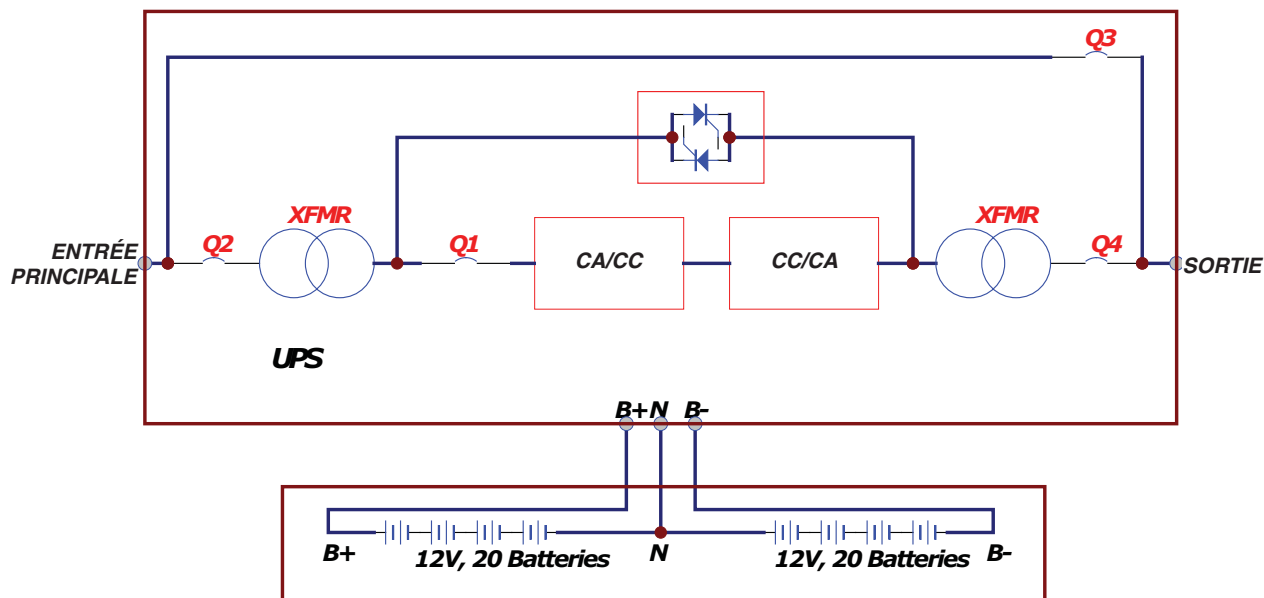 Q3
XFMR
XFMR
Q2
Q1
Q4
ENTRÉE
PRINCIPALE
CA/CC
CC/CA
SORTIE
UPS
B+ N B-
B+
12V, 20 Batteries
N
12V, 20 Batteries
B-